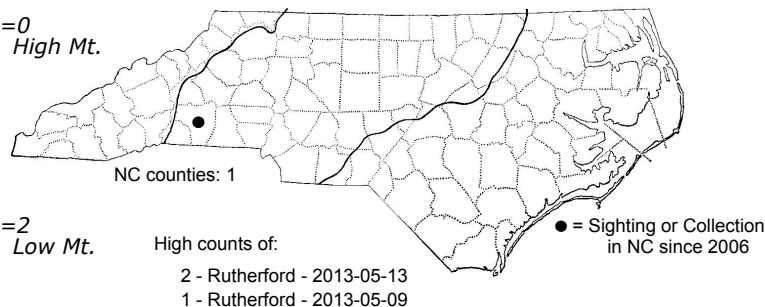 =0
High Mt.
NC counties: 1
=2
Low Mt.
High counts of:
2 - Rutherford - 2013-05-13
1 - Rutherford - 2013-05-09
● = Sighting or Collection
in NC since 2006